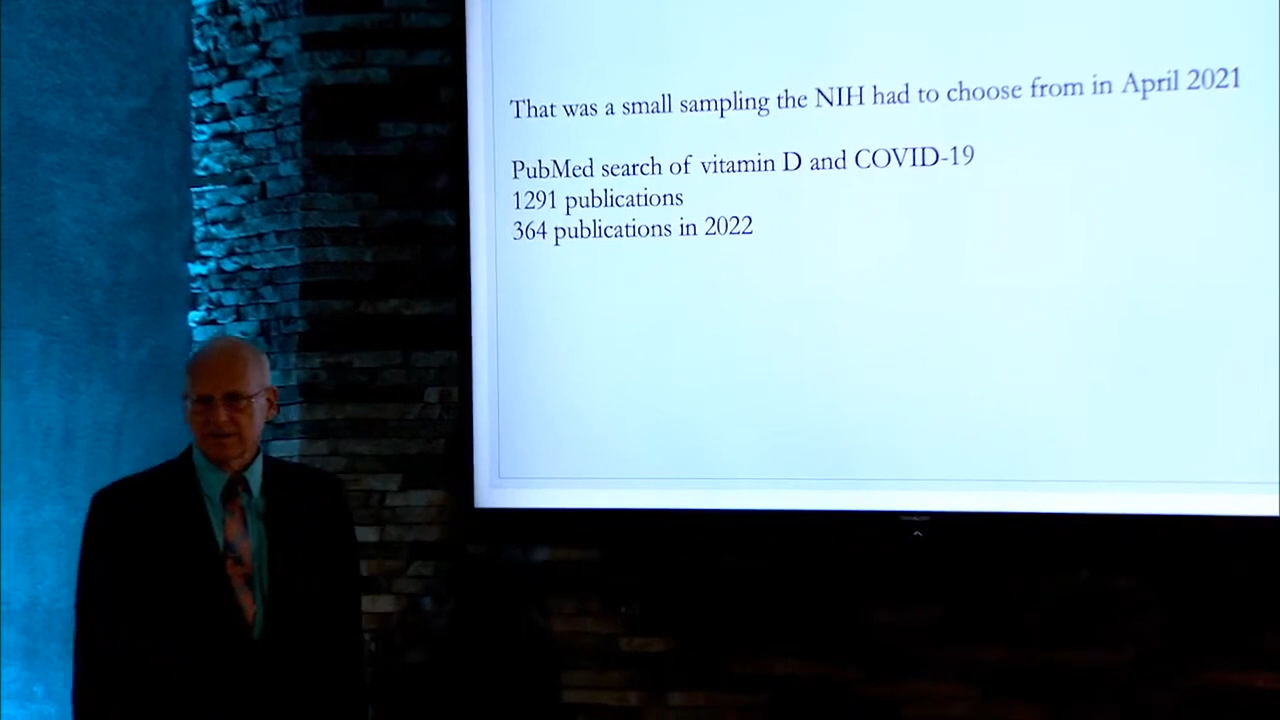 That was a small sampling the NIH had to choose from in April 2021
PubMed search of vitamin D and COVID-19
1291 publications
364 publications in 2022